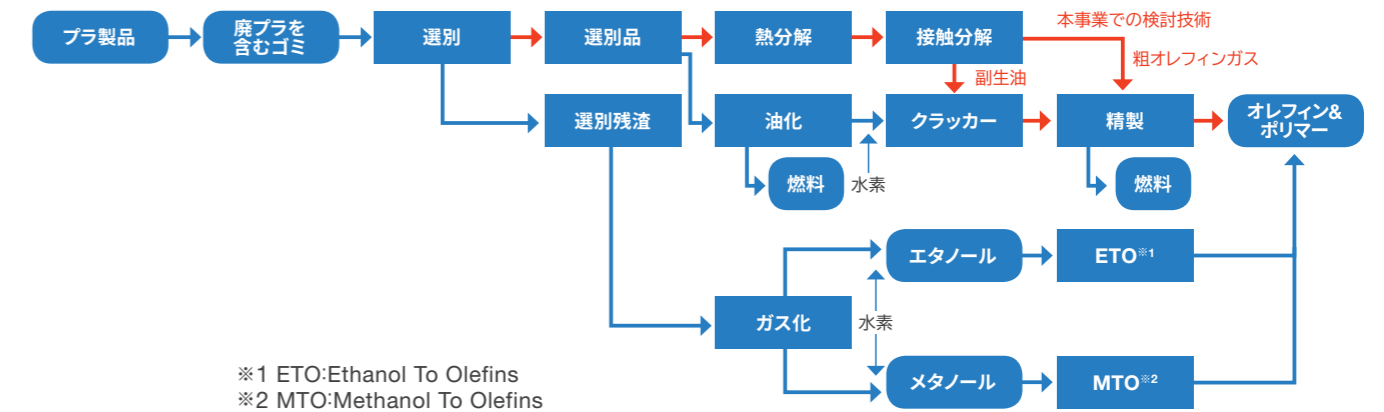 プラ製品
廃プラを
含むゴミ
選別
選別品
熱分解
接触分解
本事業での検討技術
粗オレフィンガス
副生油
選別残渣
油化
クラッカー
精製
オレフィン&
ポリマー
燃料
水素
燃料
エタノール
ETO※1
ガス化
水素
メタノール
MTO※2
※1 ETO:Ethanol To Olefins
※2 MTO:Methanol To Olefins